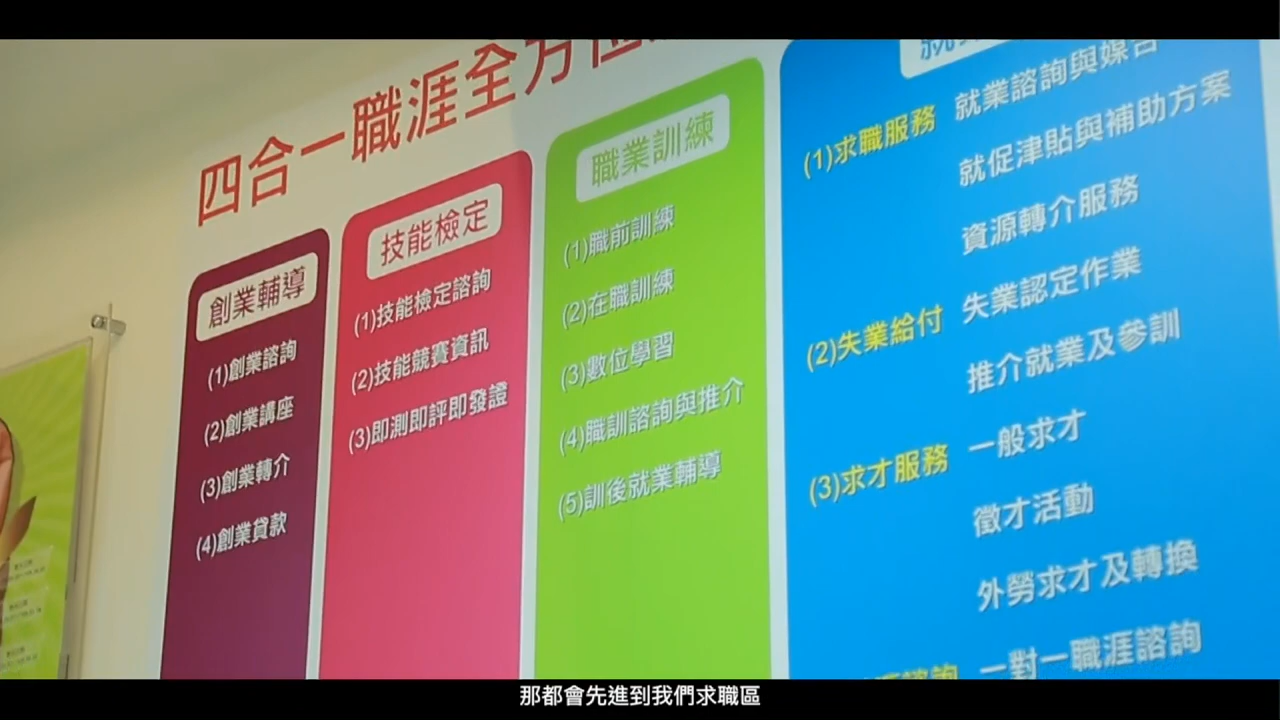 四合一職涯全方位
創業輔導
(1)創業諮詢
(2)創業講座
(3)創業轉介
(4)創業貸款
技能檢定
(1)技能檢定諮詢
(2)技能競賽資訊
(3)即測即評即發證
職業訓練
(1)職前訓練
(2)在職訓練
(3)數位學習
(4)職訓諮詢與推介
(5)訓後就業輔導
(1)求職服務 就業諮詢與媒合
就促津貼與補助方案
資源轉介服務
(2)失業給付 失業認定作業
推介就業及參訓
(3)求才服務 一般求才
徵才活動
外勞求才及轉換
一對一職涯諮詢
那都會先進到我們求職區